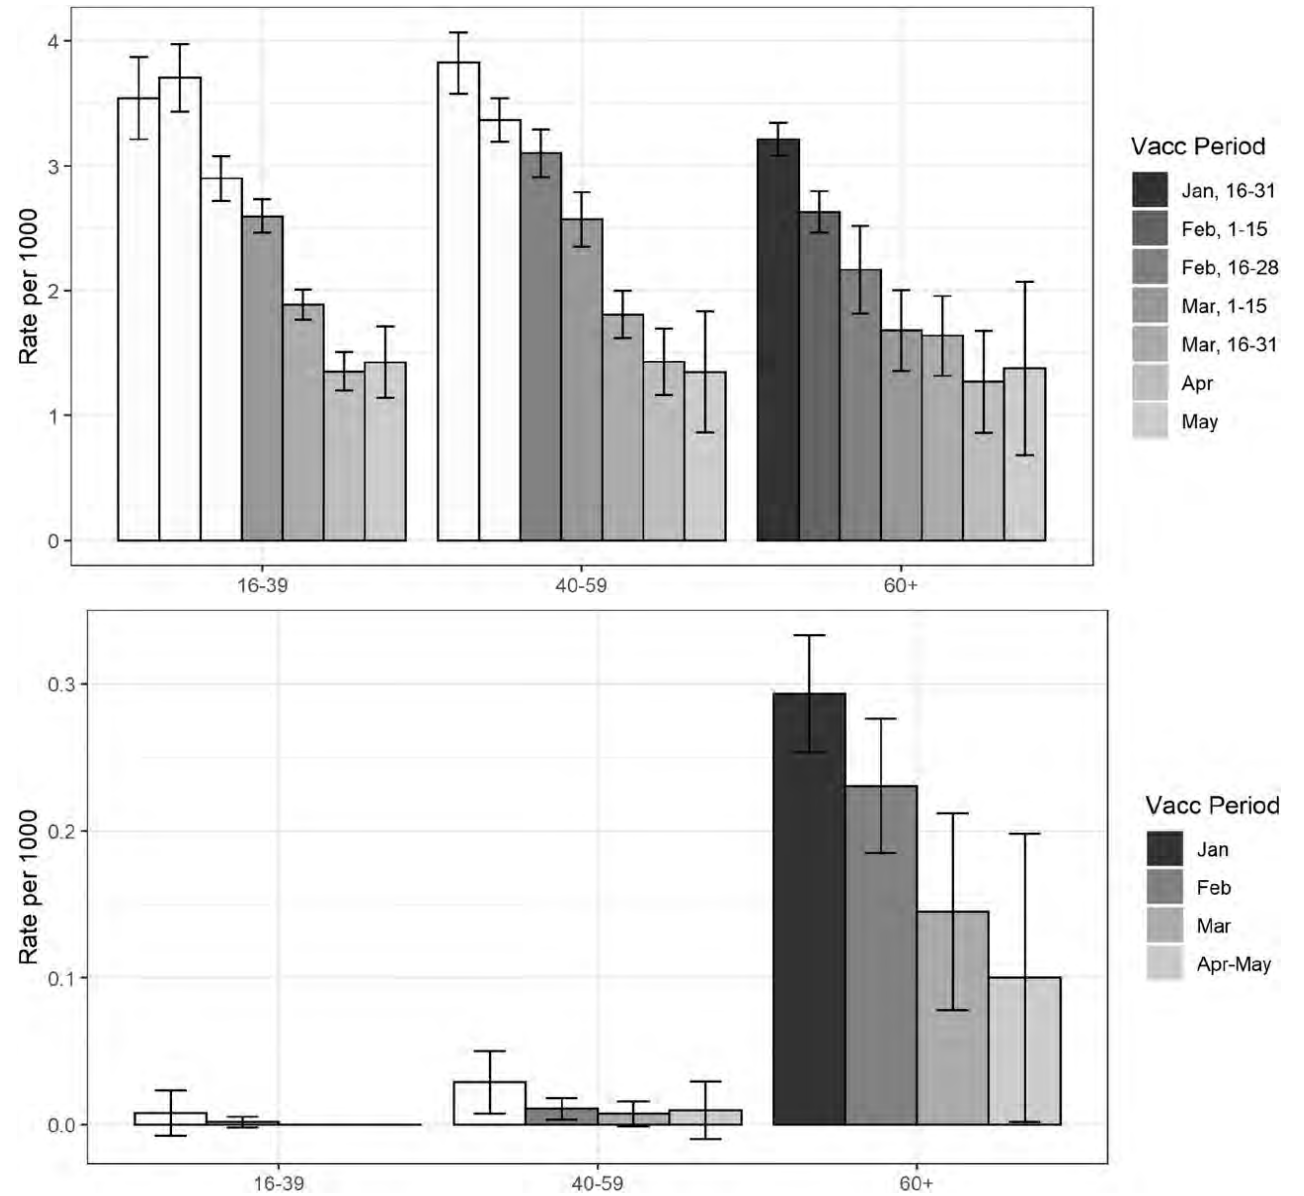 Rate per 1000
4
3
2
1
0
16-39 40-59 60+
Vacc Period
Jan, 16-31
Feb, 1-15
Feb, 16-28
Mar, 1-15
Mar, 16-31
Apr
May
Rate per 1000
0.3
0.2
0.1
0.0
16-39 40-59 60+
Vacc Period
Jan
Feb
Mar
Apr-May